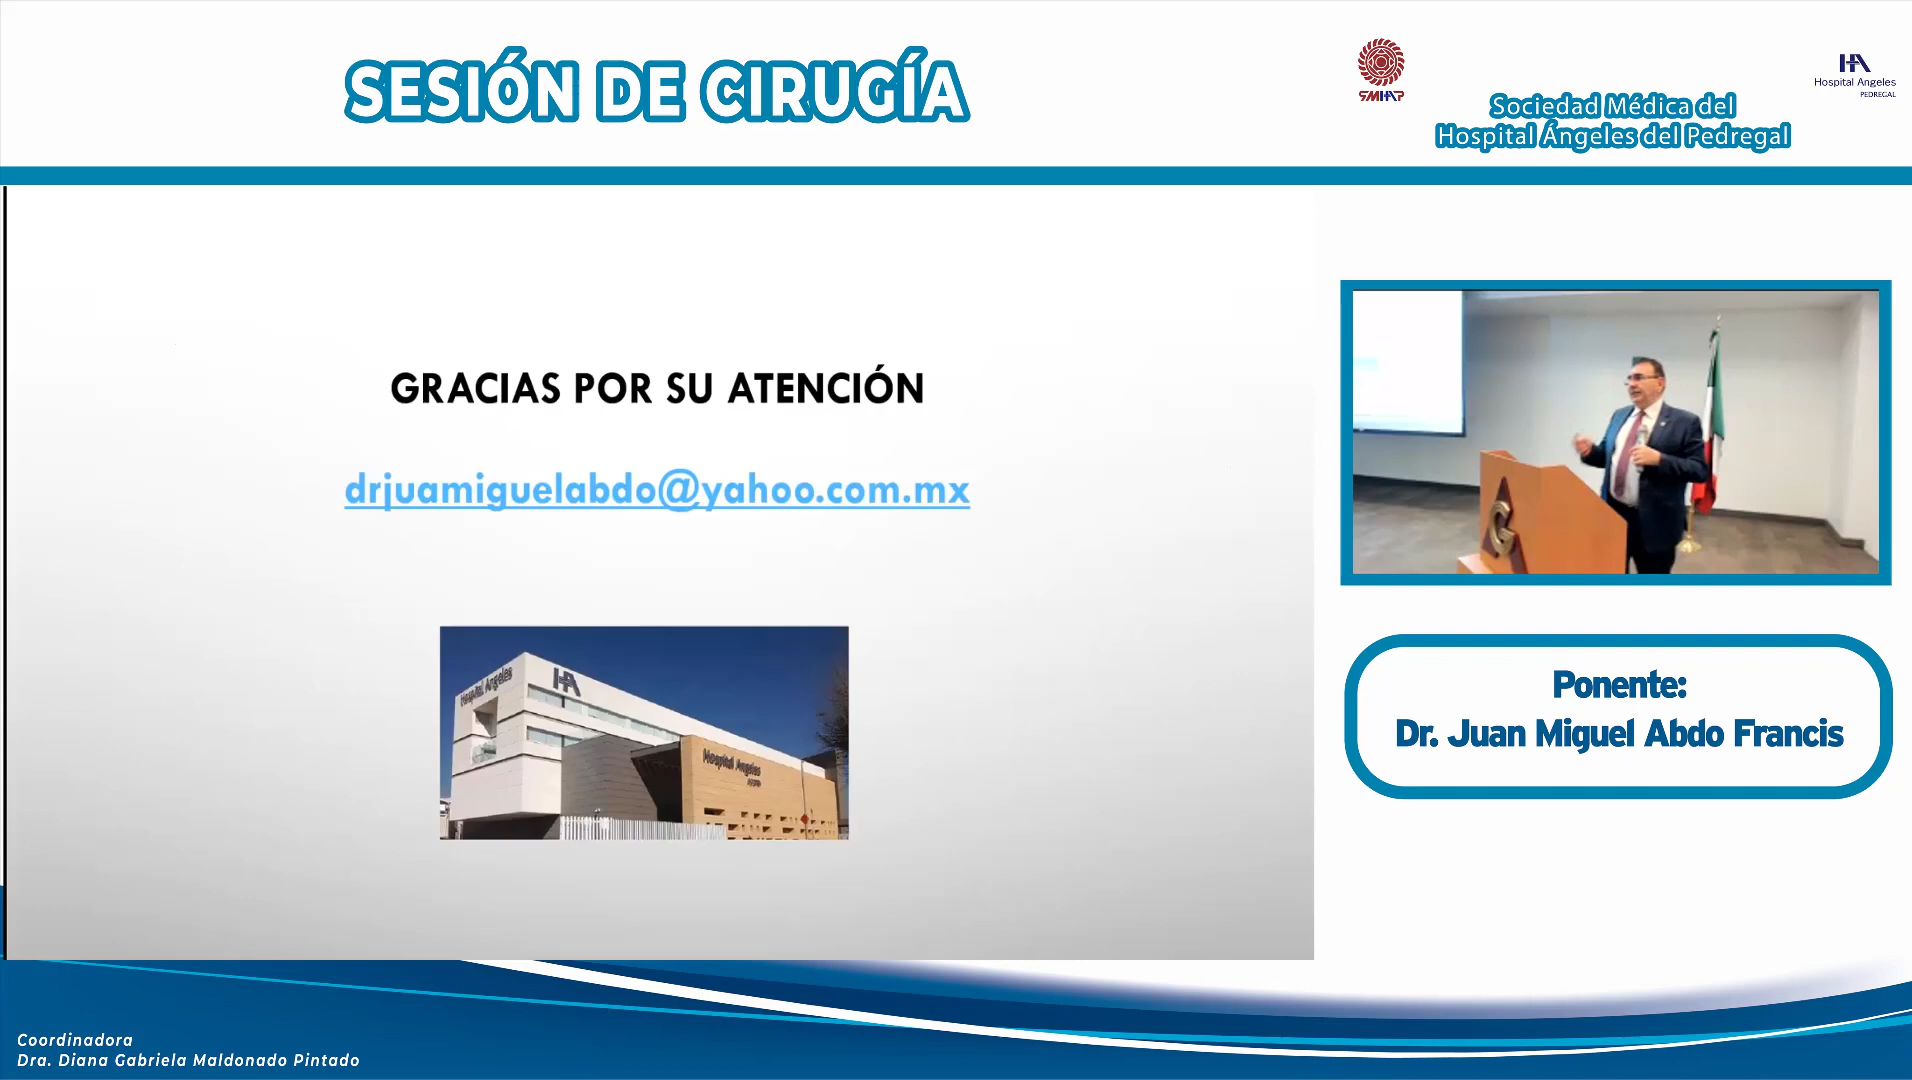 SESIÓN DE CIRUGÍA
SMHAP
Sociedad Médica del
Hospital Ángeles del Pedregal
HA
Hospital Angeles
PEDREGAL
GRACIAS POR SU ATENCIÓN
drjuamiguelabdo@yahoo.com.mx
Hospital Angeles
HA
Hospital Angeles
G
Ponente:
Dr. Juan Miguel Abdo Francis
Coordinadora
Dra. Diana Gabriela Maldonado Pintado